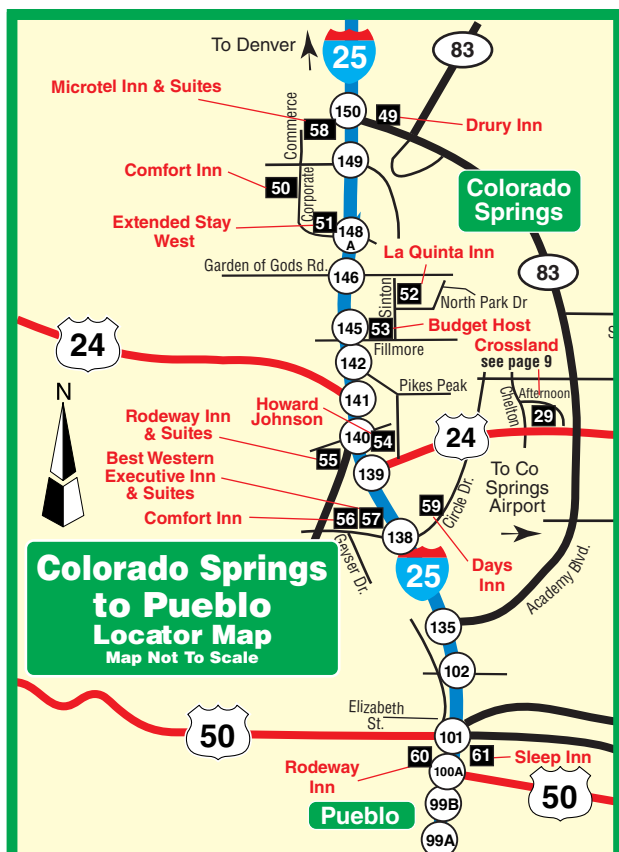 To Denver
25
83
Microtel Inn & Suites
150
49
Drury Inn
58
Commerce
149
Comfort Inn
50
Corporate
Colorado
Springs
Extended Stay
West
51
148
A
La Quinta Inn
Garden of Gods Rd.
146
83
52
Sinton
North Park Dr
145
53
Budget Host
24
Fillmore
Crossland
see page 9
142
Pikes Peak
Chelton
Afternoon
141
29
N
Howard
Johnson
Rodeway Inn
& Suites
140
54
24
55
139
Best Western
Executive Inn
& Suites
To Co
Springs
Airport
59
Circle Dr.
Comfort Inn
56
57
138
Geyser Dr.
Days
Inn
25
Academy Blvd.
Colorado Springs
to Pueblo
Locator Map
Map Not To Scale
135
102
Elizabeth
St.
50
101
60
61
Sleep Inn
Rodeway
Inn
100A
50
Pueblo
99B
99A